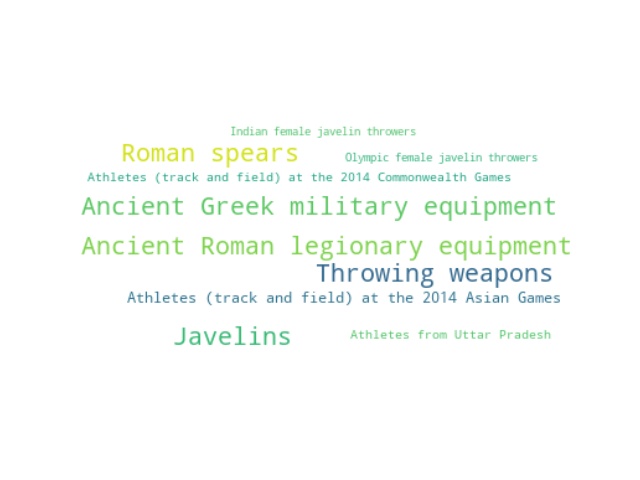 Indian female javelin throwers
Roman spears
Olympic female javelin throwers
Athletes (track and field) at the 2014 Commonwealth Games
Ancient Greek military equipment
Ancient Roman legionary equipment
Throwing weapons
Athletes (track and field) at the 2014 Asian Games
Javelins
Athletes from Uttar Pradesh